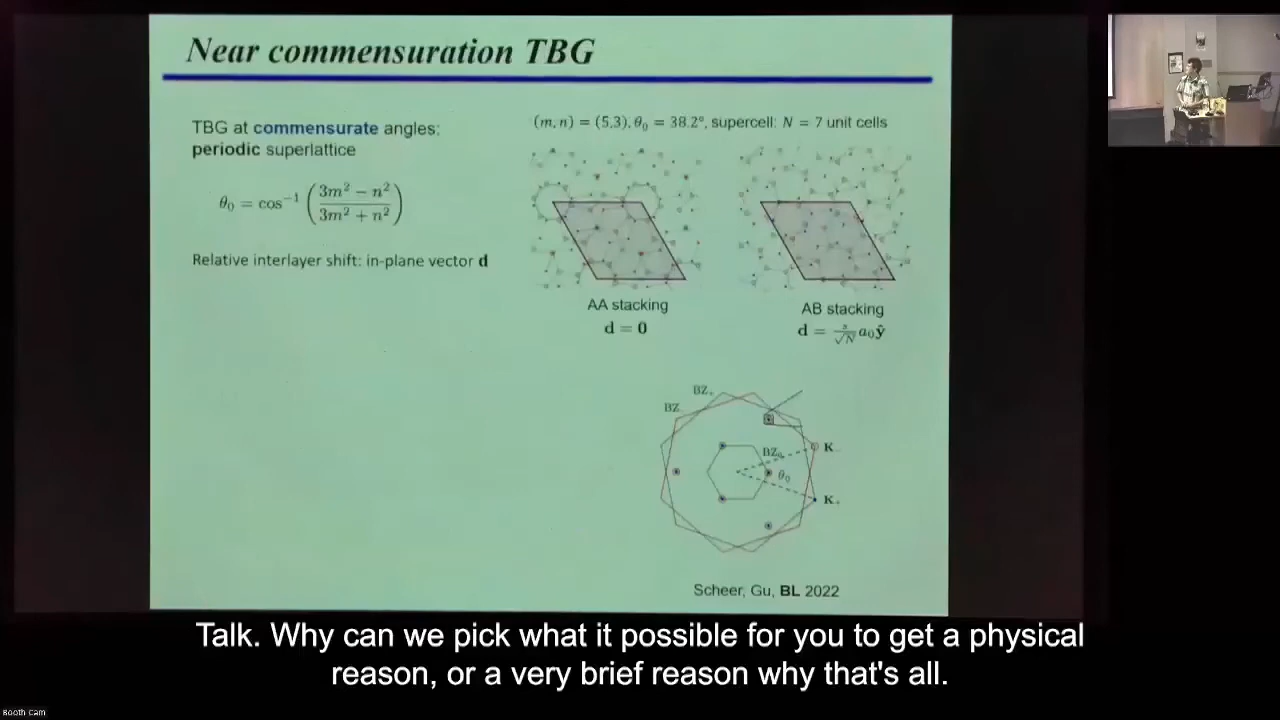 Near commensuration TBG
TBG at commensurate angles:
periodic superlattice
θ₀ = cos⁻¹ ( (3m² − n²) / (3m² + n²) )
Relative interlayer shift: in-plane vector d
(m, n) = (5,3), θ₀ = 38.2°, supercell: N = 7 unit cells
AA stacking
d = 0
AB stacking
a₀ŷ
BZ
BZ
BZ₀
θ₀
K
K
Scheer, Gu, BL 2022
Talk. Why can we pick what it possible for you to get a physical
reason, or a very brief reason why that's all.
Booth Cam